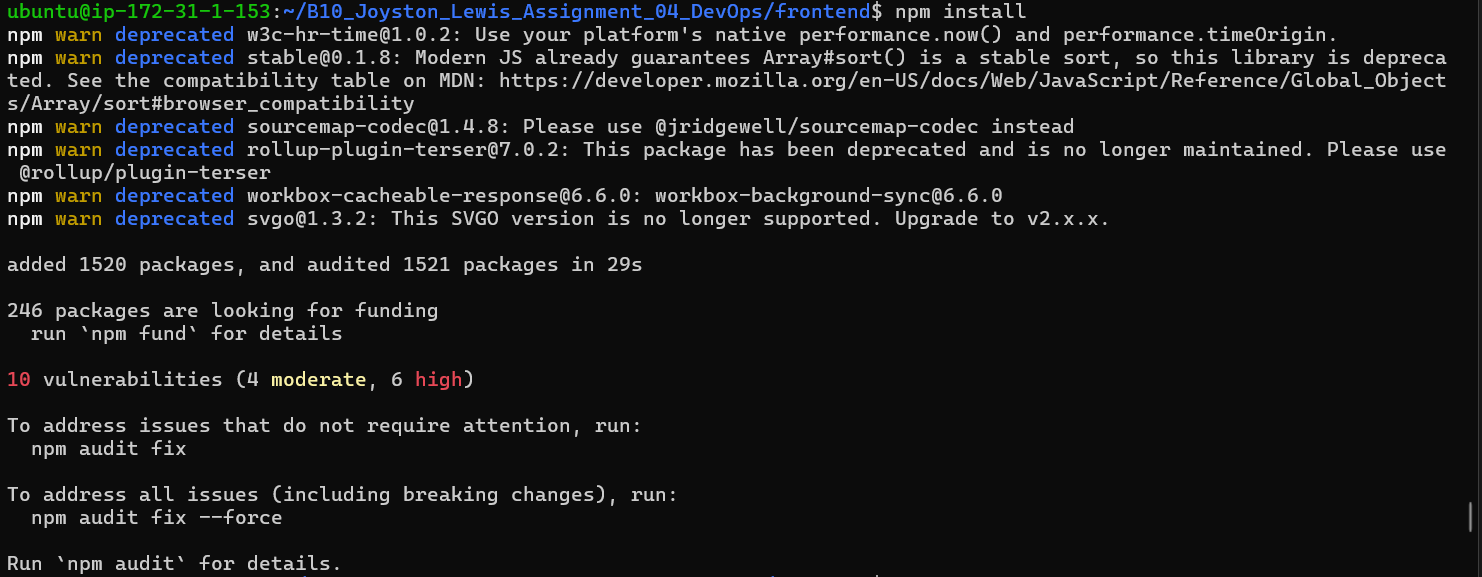 ubuntu@ip-172-31-1-153:~/B10_Joyston_Lewis_Assignment_04_DevOps/frontend$ npm install
npm warn deprecated w3c-hr-time@1.0.2: Use your platform's native performance.now() and performance.timeOrigin.
npm warn deprecated stable@0.1.8: Modern JS already guarantees Array#sort() is a stable sort, so this library is depreca
ted. See the compatibility table on MDN: https://developer.mozilla.org/en-US/docs/Web/JavaScript/Reference/Global_Object
s/Array/sort#browser_compatibility
npm warn deprecated sourcemap-codec@1.4.8: Please use @jridgewell/sourcemap-codec instead
npm warn deprecated rollup-plugin-terser@7.0.2: This package has been deprecated and is no longer maintained. Please use
 @rollup/plugin-terser
npm warn deprecated workbox-cacheable-response@6.6.0: workbox-background-sync@6.6.0
npm warn deprecated svgo@1.3.2: This SVGO version is no longer supported. Upgrade to v2.x.x.

added 1520 packages, and audited 1521 packages in 29s

246 packages are looking for funding
  run `npm fund` for details

10 vulnerabilities (4 moderate, 6 high)

To address issues that do not require attention, run:
  npm audit fix

To address all issues (including breaking changes), run:
  npm audit fix --force

Run `npm audit` for details.